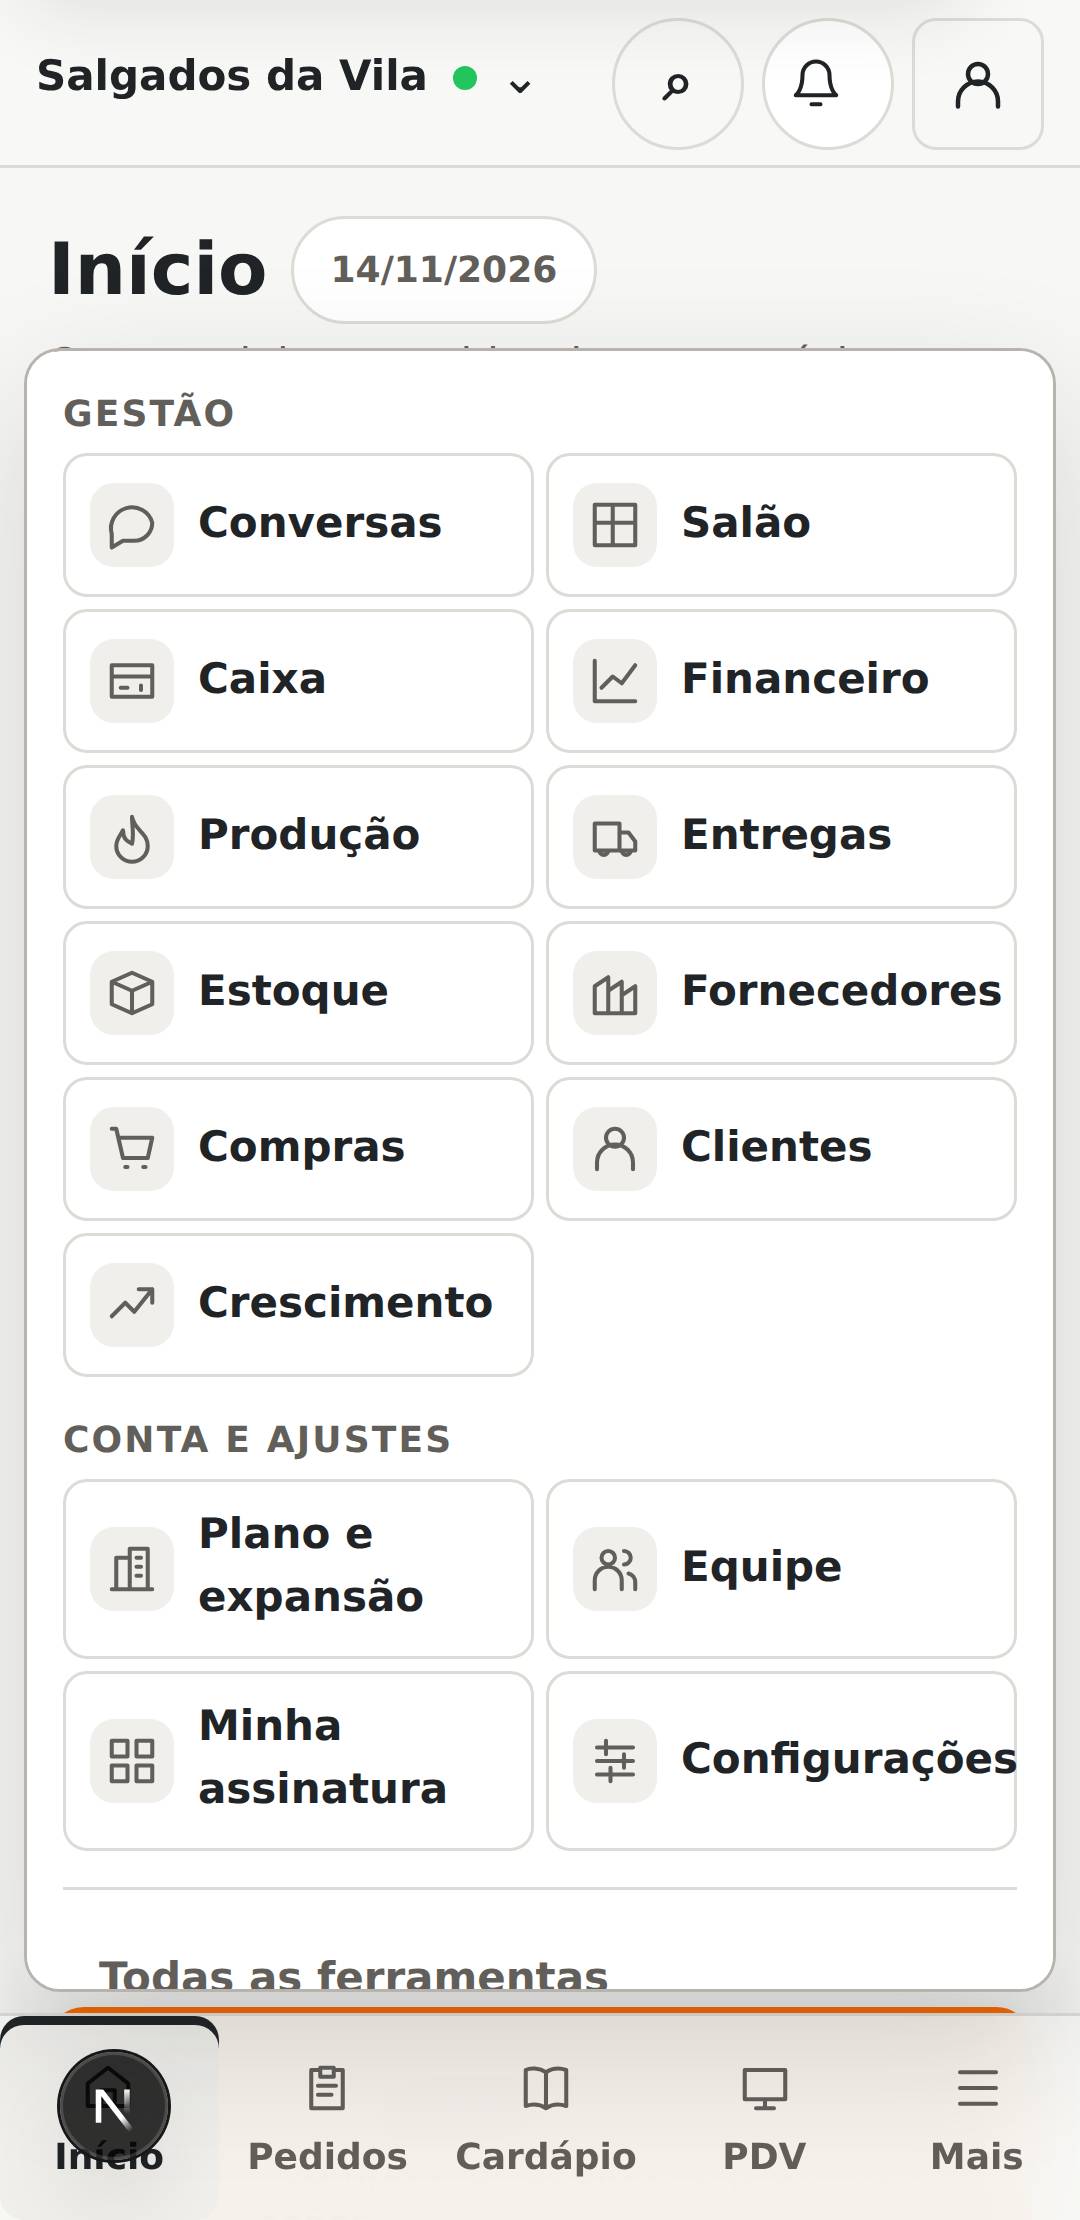 Salgados da Vila
Início
14/11/2026
GESTÃO
Conversas
Salão
Caixa
Financeiro
Produção
Entregas
Estoque
Fornecedores
Compras
Clientes
Crescimento
CONTA E AJUSTES
Plano e
expansão
Equipe
Minha
assinatura
Configurações
Todas as ferramentas
Início
Pedidos
Cardápio
PDV
Mais